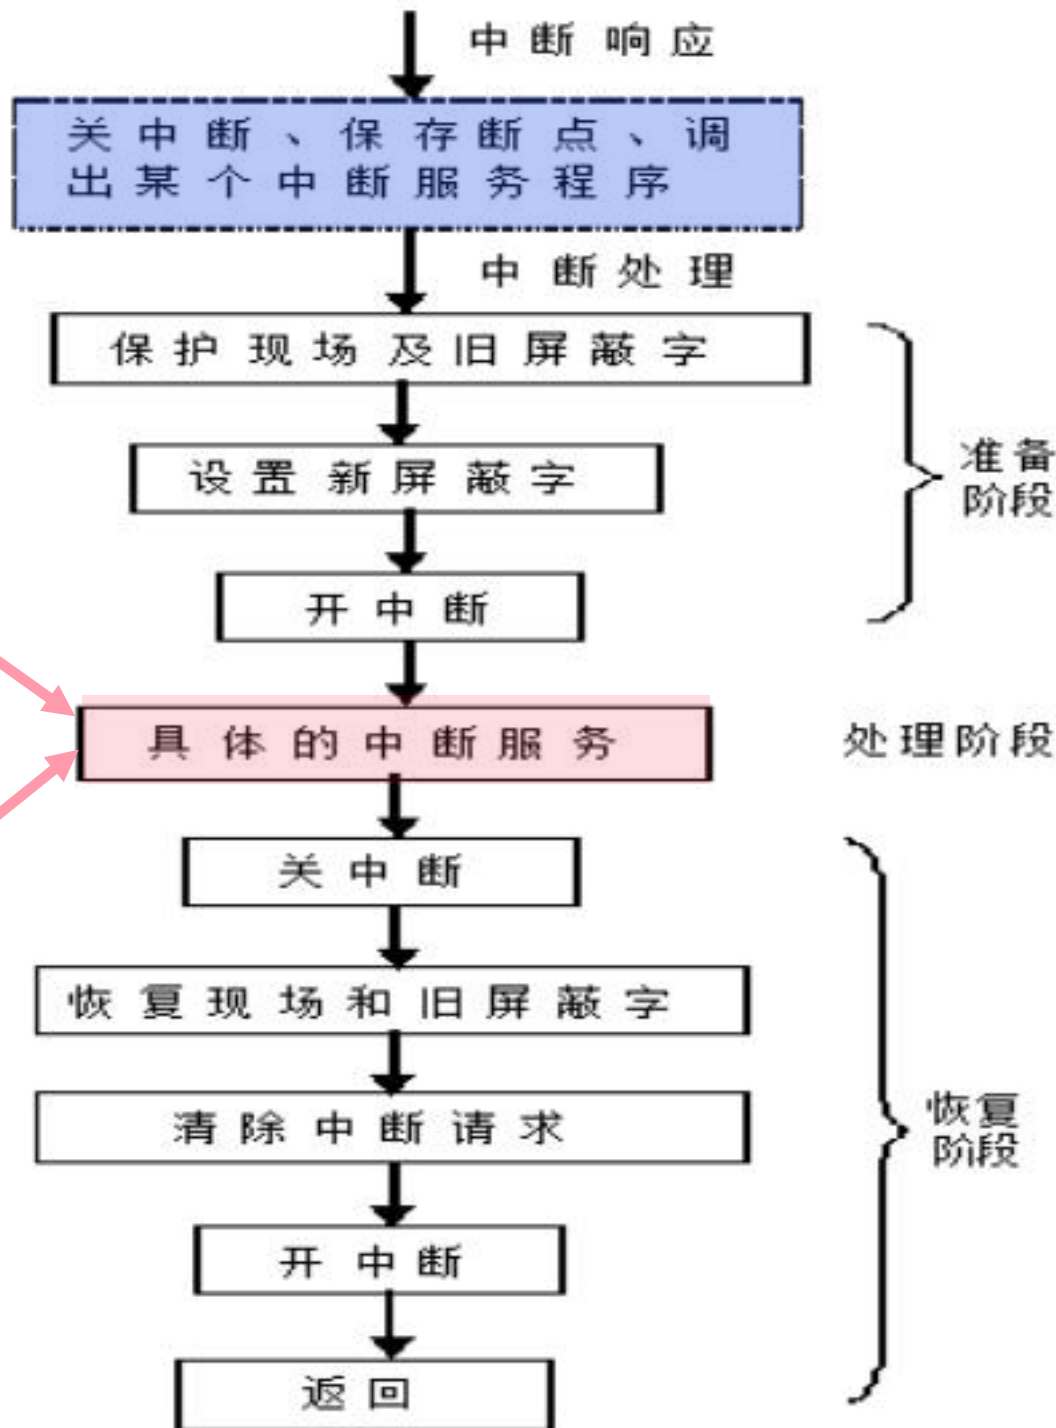 中断响应
关中断、保存断点、调
出某个中断服务程序
中断处理
保护现场及旧屏蔽字
设置新屏蔽字
准备
阶段
开中断
具体的中断服务
处理阶段
关中断
恢复现场和旧屏蔽字
清除中断请求
恢复
阶段
开中断
返回